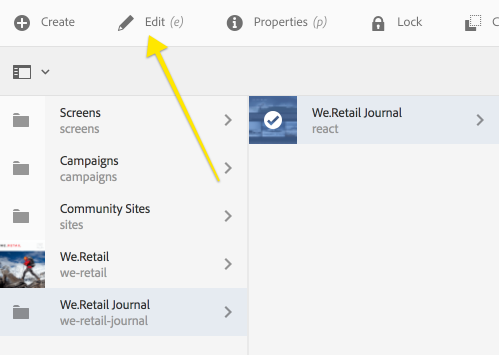 Create Edit (e) Properties (p) Lock C
Screens
screens
Campaigns
campaigns
Community Sites
sites
We.Retail
we-retail
We.Retail Journal
we-retail-journal
We.Retail Journal
react